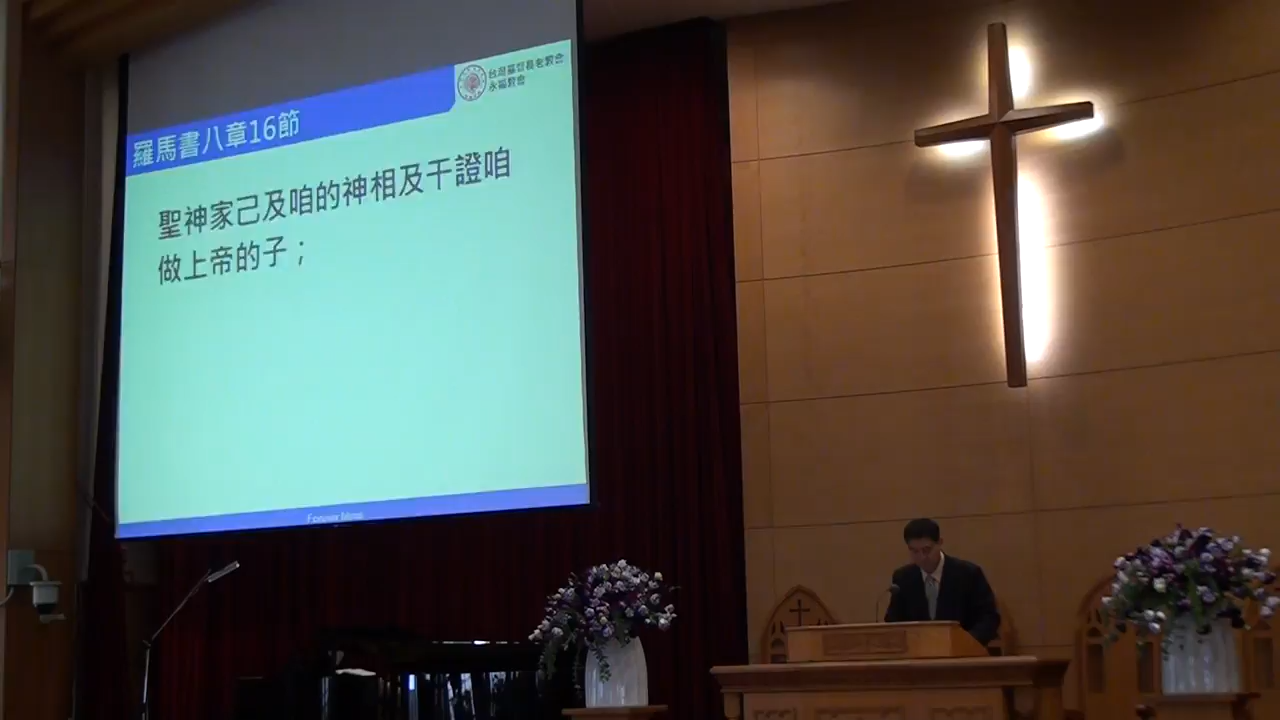 台灣基督長老教會
永福教會
羅馬書八章16節
聖神家己及咱的神相及干證咱
做上帝的子；